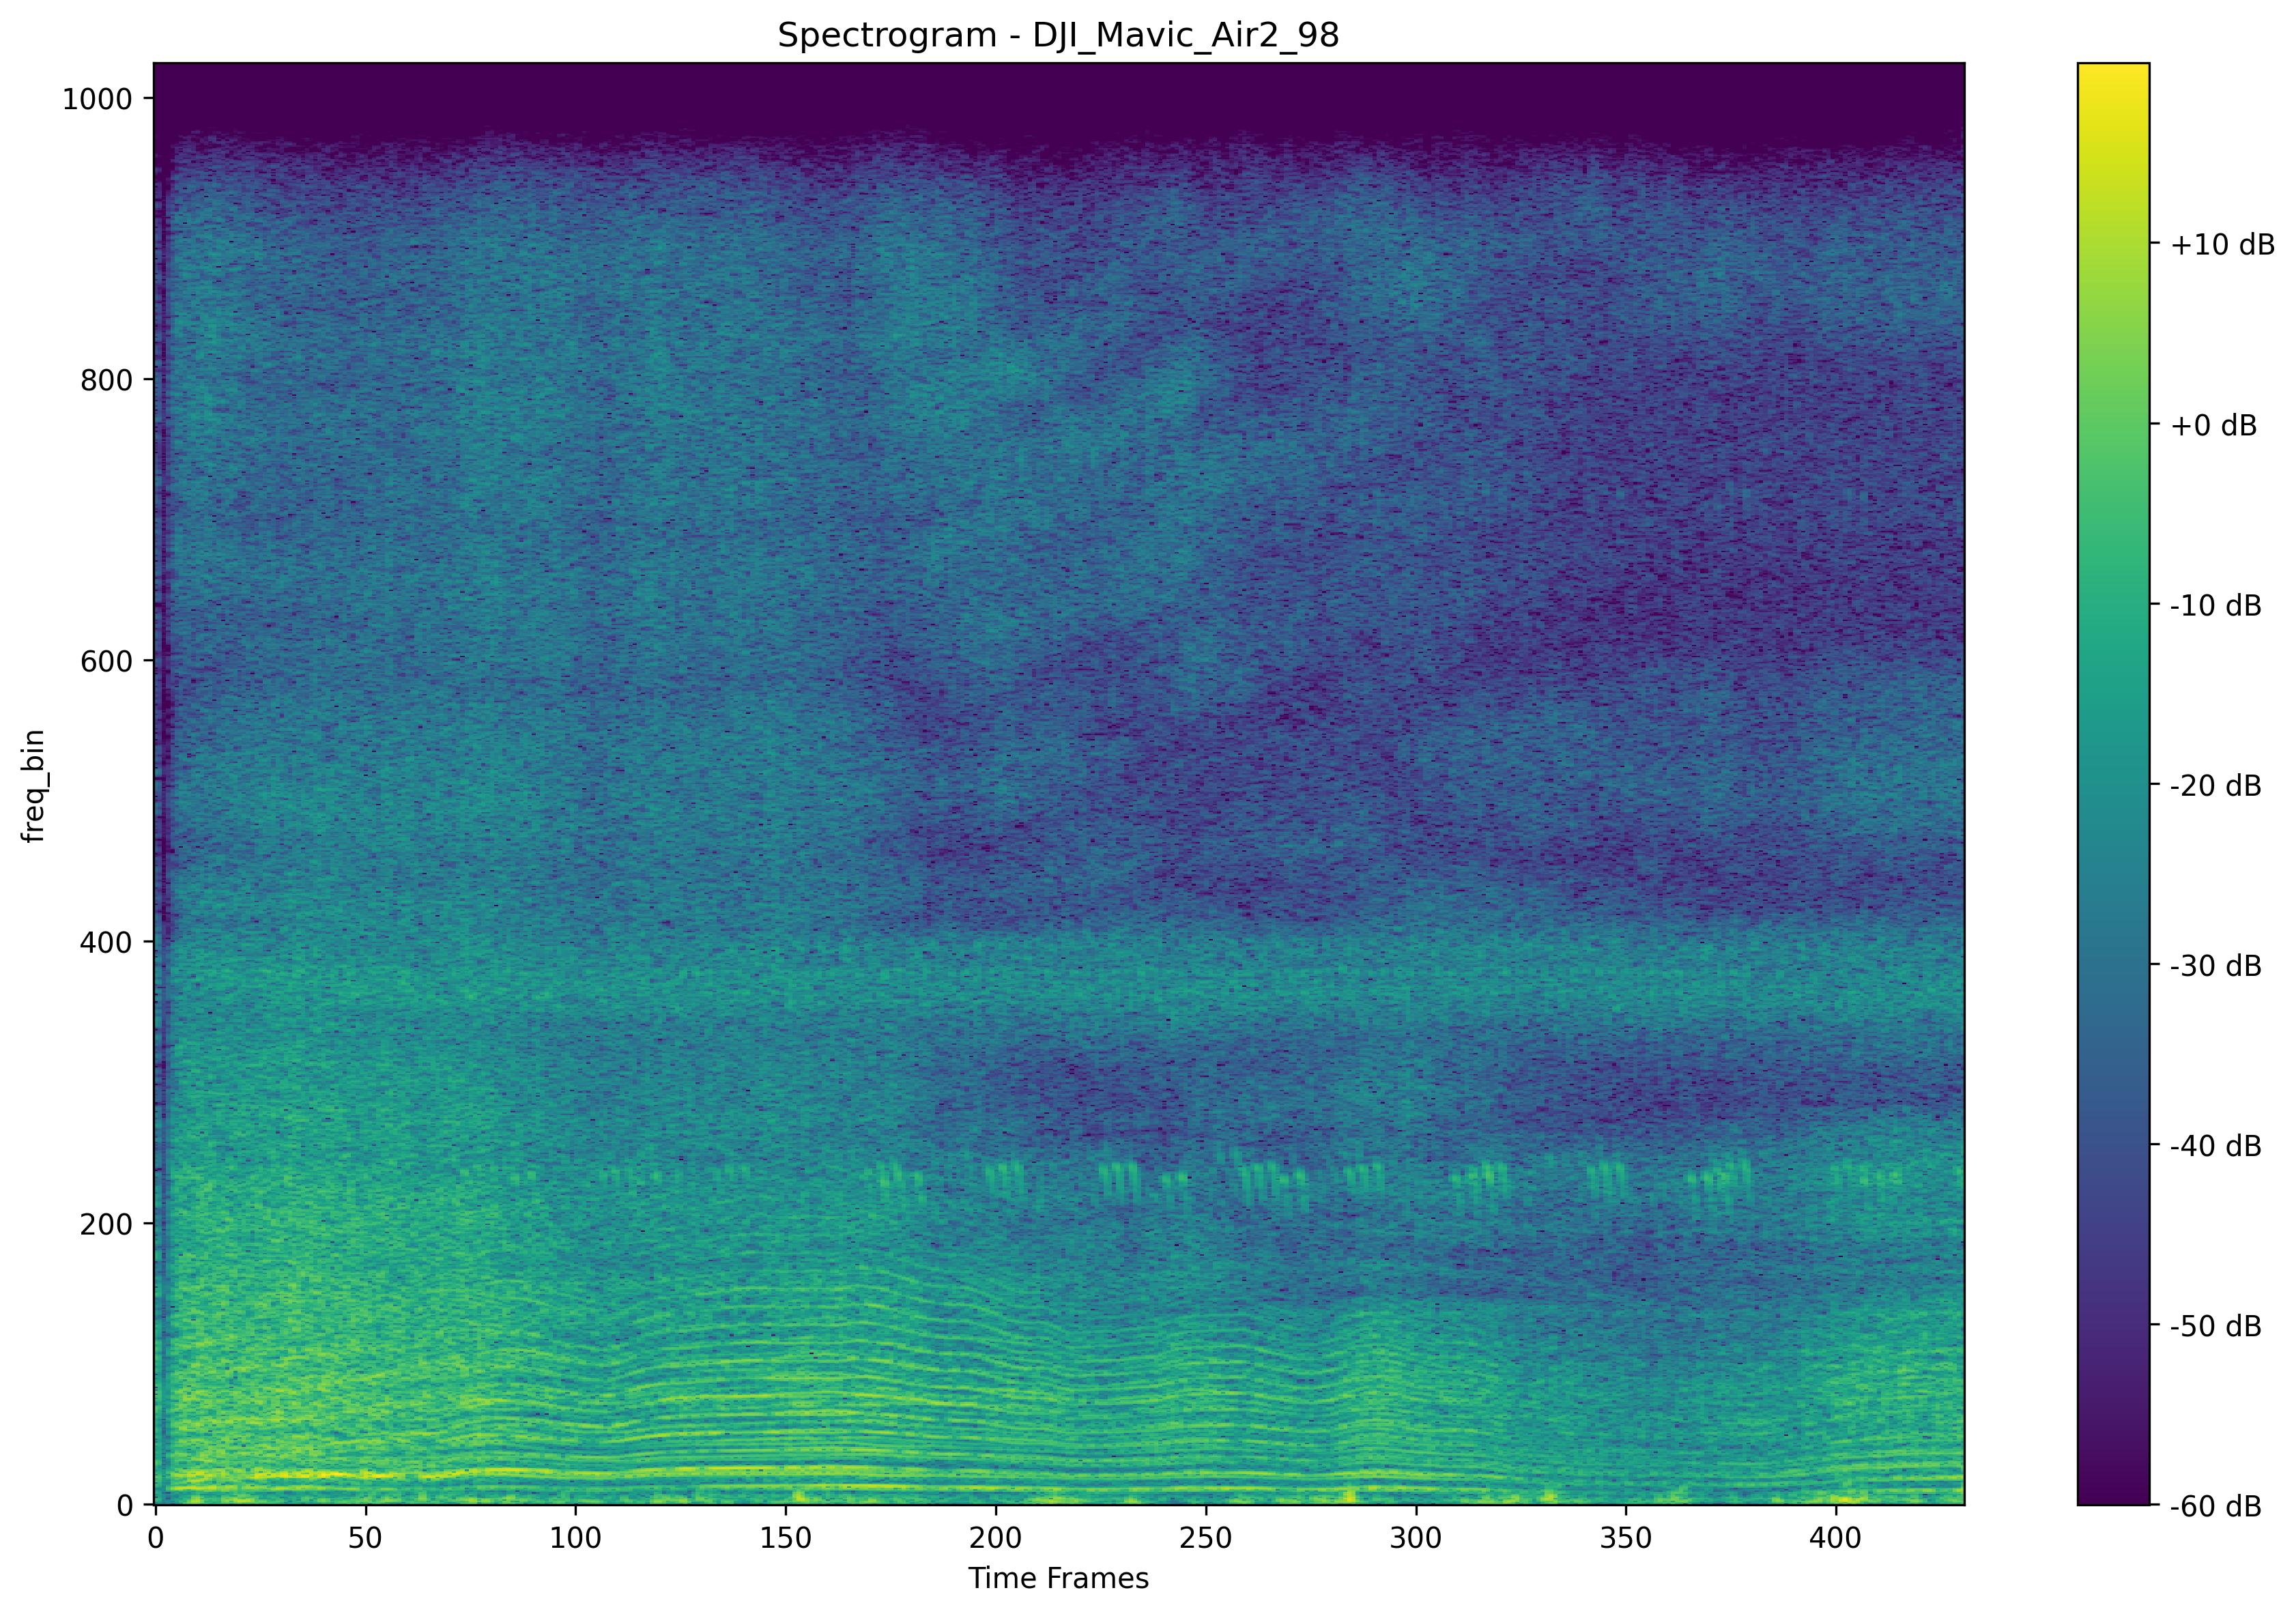 Spectrogram - DJI_Mavic_Air2_98
1000
800
600
400
200
0
freq_bin
0 50 100 150 200 250 300 350 400
Time Frames
+10 dB
+0 dB
-10 dB
-20 dB
-30 dB
-40 dB
-50 dB
-60 dB